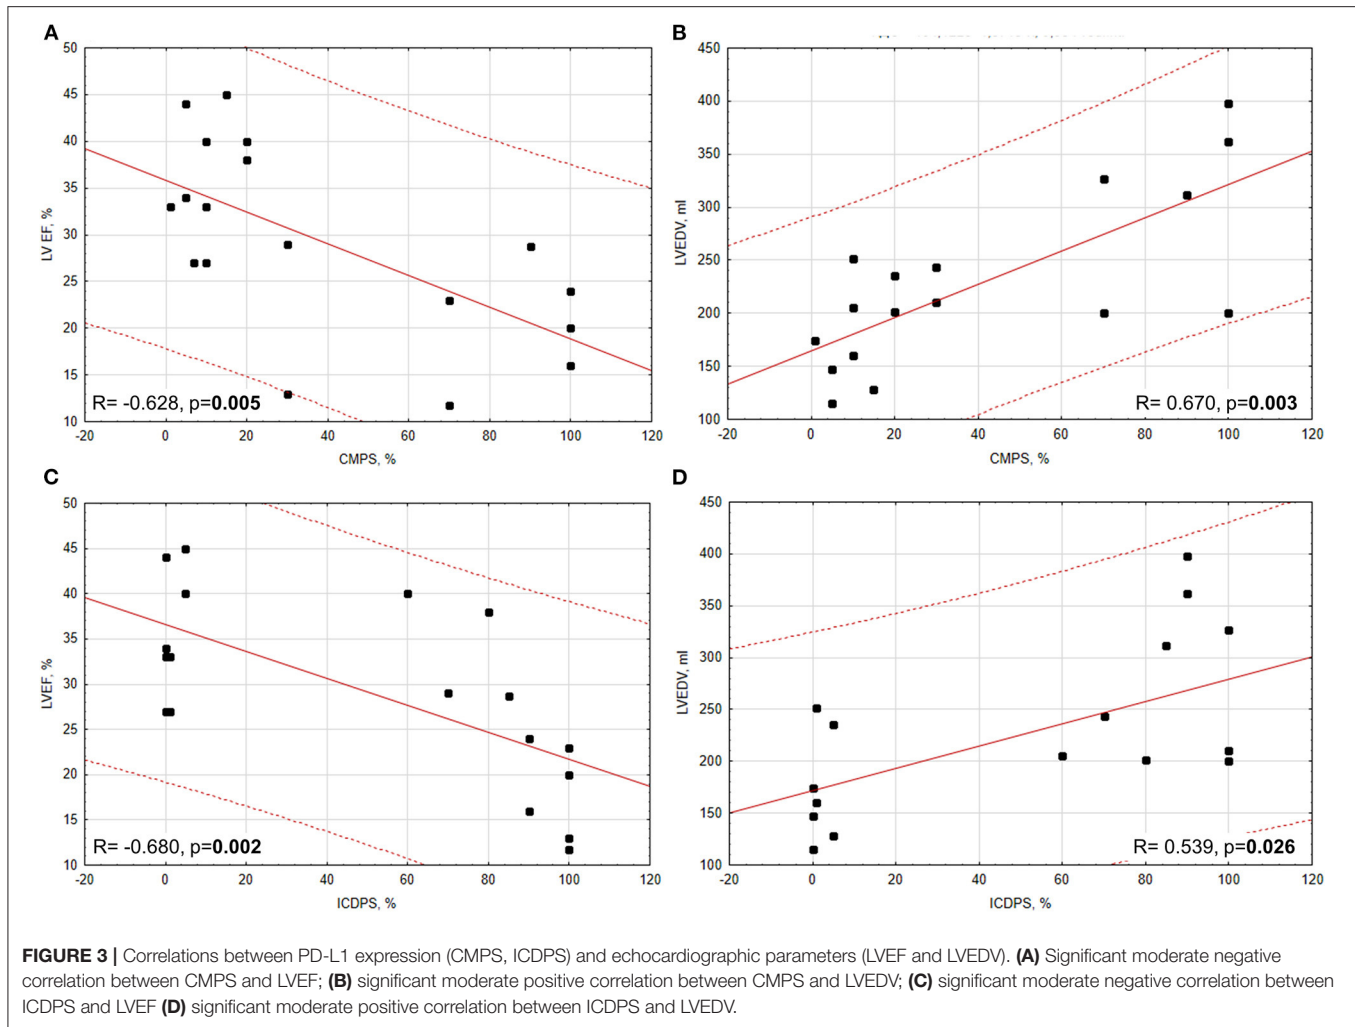 A
50
45
40
35
30
25
20
15
10
LV EF, %
R= -0.628, p=0.005
-20 0 20 40 60 80 100 120
CMPS, %
B
450
400
350
300
250
200
150
100
LVEDV, ml
R= 0.670, p=0.003
-20 0 20 40 60 80 100 120
CMPS, %
C
50
45
40
35
30
25
20
15
10
LVEF, %
R= -0.680, p=0.002
-20 0 20 40 60 80 100 120
ICDPS, %
D
450
400
350
300
250
200
150
100
LVEDV, ml
R= 0.539, p=0.026
-20 0 20 40 60 80 100 120
ICDPS, %
FIGURE 3 | Correlations between PD-L1 expression (CMPS, ICDPS) and echocardiographic parameters (LVEF and LVEDV). (A) Significant moderate negative
correlation between CMPS and LVEF; (B) significant moderate positive correlation between CMPS and LVEDV; (C) significant moderate negative correlation between
ICDPS and LVEF (D) significant moderate positive correlation between ICDPS and LVEDV.